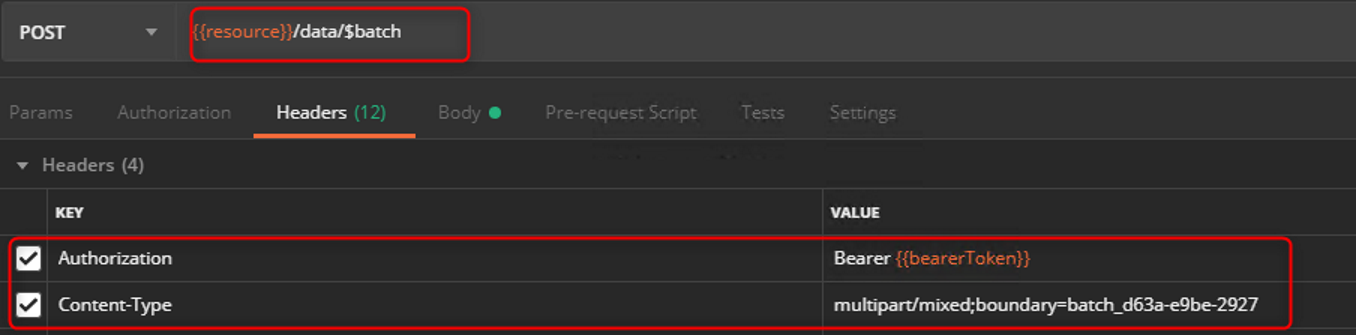 POST {{resource}}/data/$batch
Params Authorization Headers (12) Body Pre-request Script Tests Settings
Headers (4)
KEY VALUE
Authorization Bearer {{bearerToken}}
Content-Type multipart/mixed;boundary=batch_d63a-e9be-2927